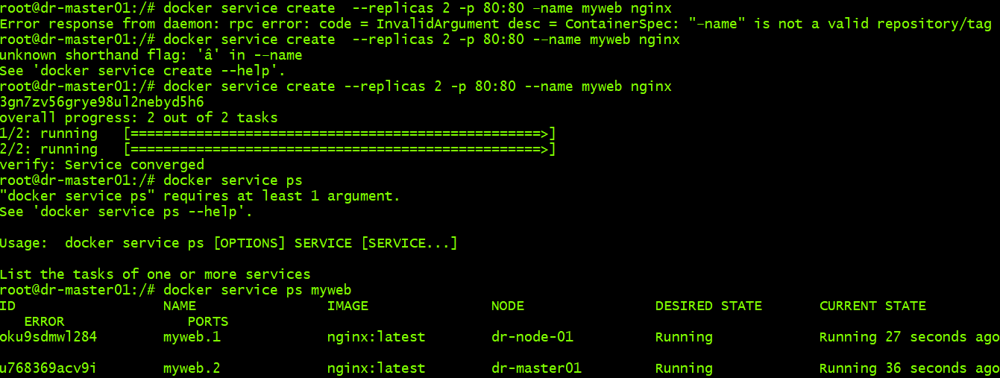 root@dr-master01:/# docker service create  --replicas 2 -p 80:80 –name myweb nginx
Error response from daemon: rpc error: code = InvalidArgument desc = ContainerSpec: "–name" is not a valid repository/tag
root@dr-master01:/# docker service create  --replicas 2 -p 80:80 -–name myweb nginx
unknown shorthand flag: 'â' in -–name
See 'docker service create --help'.
root@dr-master01:/# docker service create --replicas 2 -p 80:80 --name myweb nginx
3gn7zv56grye98ul2nebyd5h6
overall progress: 2 out of 2 tasks
1/2: running   [==================================================>]
2/2: running   [==================================================>]
verify: Service converged
root@dr-master01:/# docker service ps
"docker service ps" requires at least 1 argument.
See 'docker service ps --help'.
Usage:  docker service ps [OPTIONS] SERVICE [SERVICE...]
List the tasks of one or more services
root@dr-master01:/# docker service ps myweb
ID                  NAME                IMAGE               NODE                DESIRED STATE       CURRENT STATE
   ERROR               PORTS
oku9sdmwl284        myweb.1             nginx:latest        dr-node-01          Running             Running 27 seconds ago
u768369acv9i        myweb.2             nginx:latest        dr-master01         Running             Running 36 seconds ago